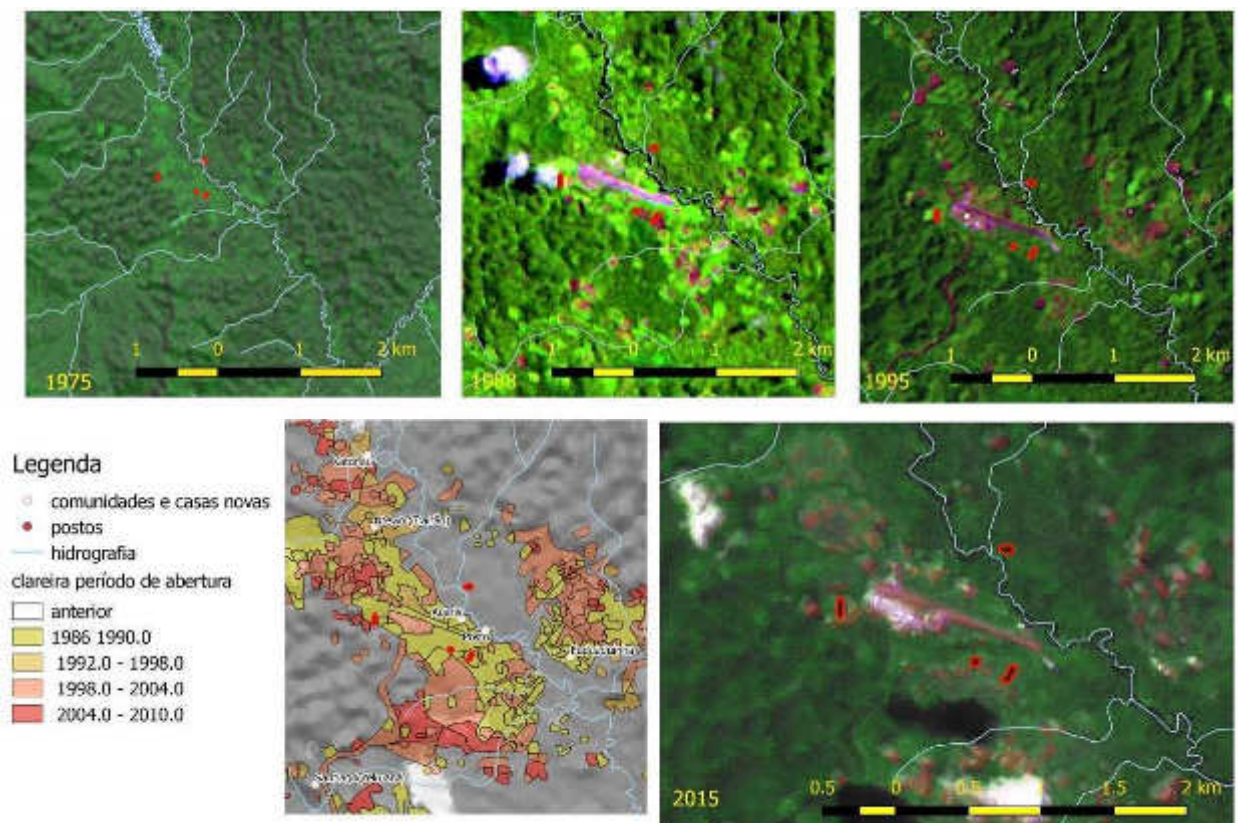 1 0 1 2 km
1975
1 0 1 2 km
1988
1 0 1 2 km
1995
Legenda
comunidades e casas novas
postos
hidrografia
clareira período de abertura
anterior
1986 1990.0
1992.0 - 1998.0
1998.0 - 2004.0
2004.0 - 2010.0
Posto
0.5 0 0.5 1 2 km
2015